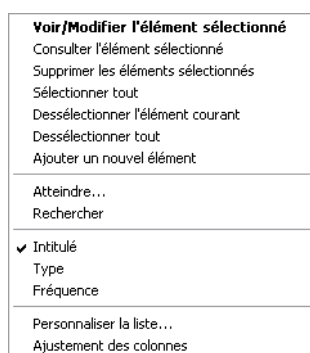 Voir/Modifier l'élément sélectionné
Consulter l'élément sélectionné
Supprimer les éléments sélectionnés
Sélectionner tout
Dessélectionner l'élément courant
Dessélectionner tout
Ajouter un nouvel élément
Atteindre...
Rechercher
Intitulé
Type
Fréquence
Personnaliser la liste...
Ajustement des colonnes